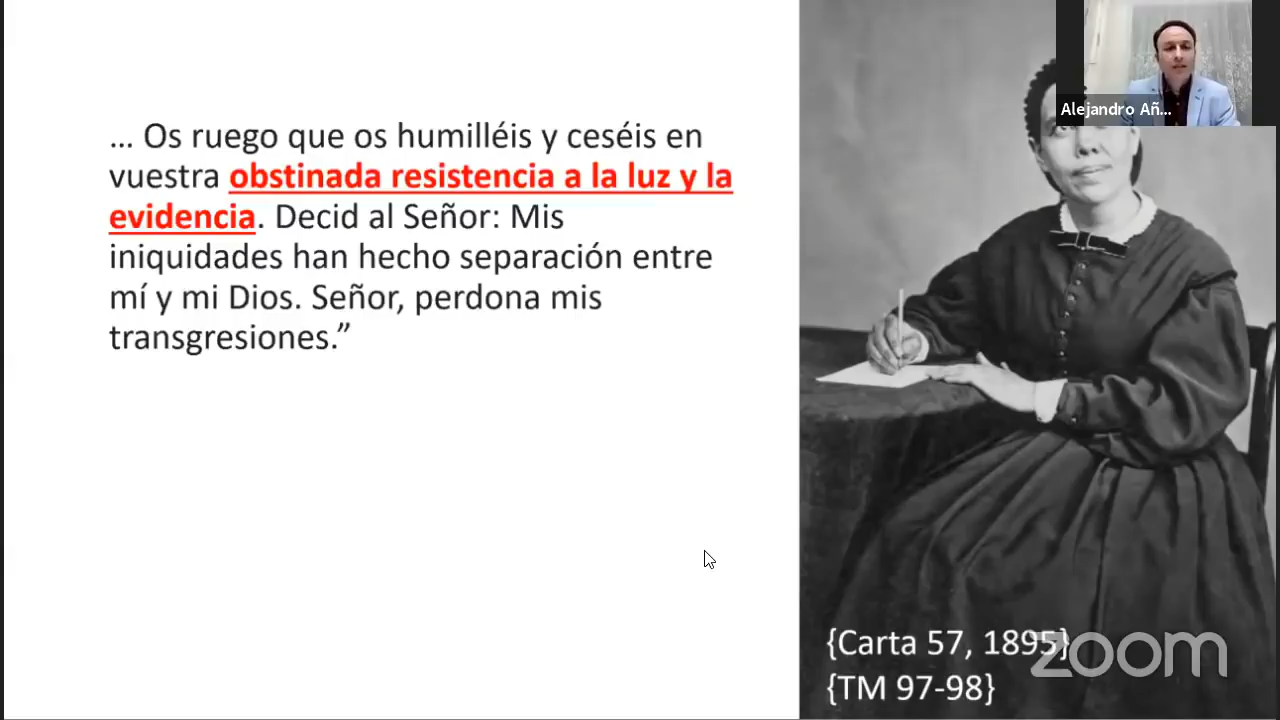 ... Os ruego que os humilléis y ceséis en
vuestra obstinada resistencia a la luz y la
evidencia. Decid al Señor: Mis
iniquidades han hecho separación entre
mí y mi Dios. Señor, perdona mis
transgresiones.”
Alejandro Añ...
{Carta 57, 1895}
zoom
{TM 97-98}